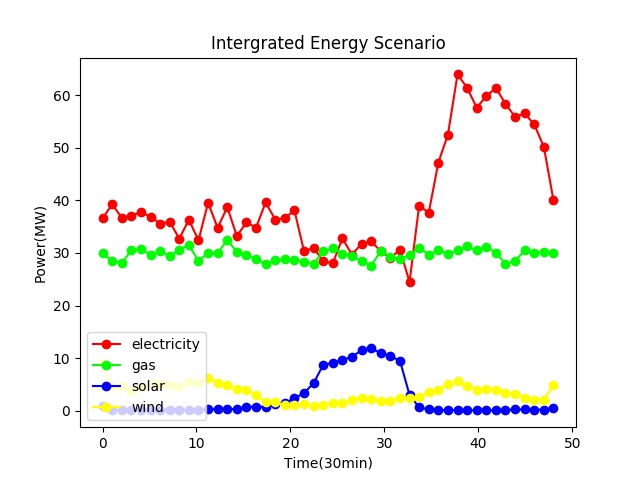 Intergrated Energy Scenario
Power(MW)
60
50
40
30
20
10
0
electricity
gas
solar
wind
0 10 20 30 40 50
Time(30min)